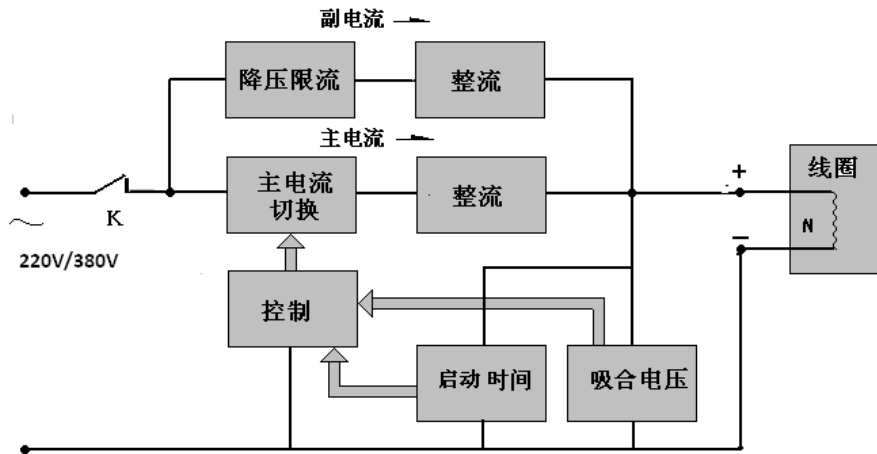 副电流
降压限流
整流
主电流
主电流
切换
整流
+
线圈
K
N
－
220V/380V
控制
启动 时间
吸合电压